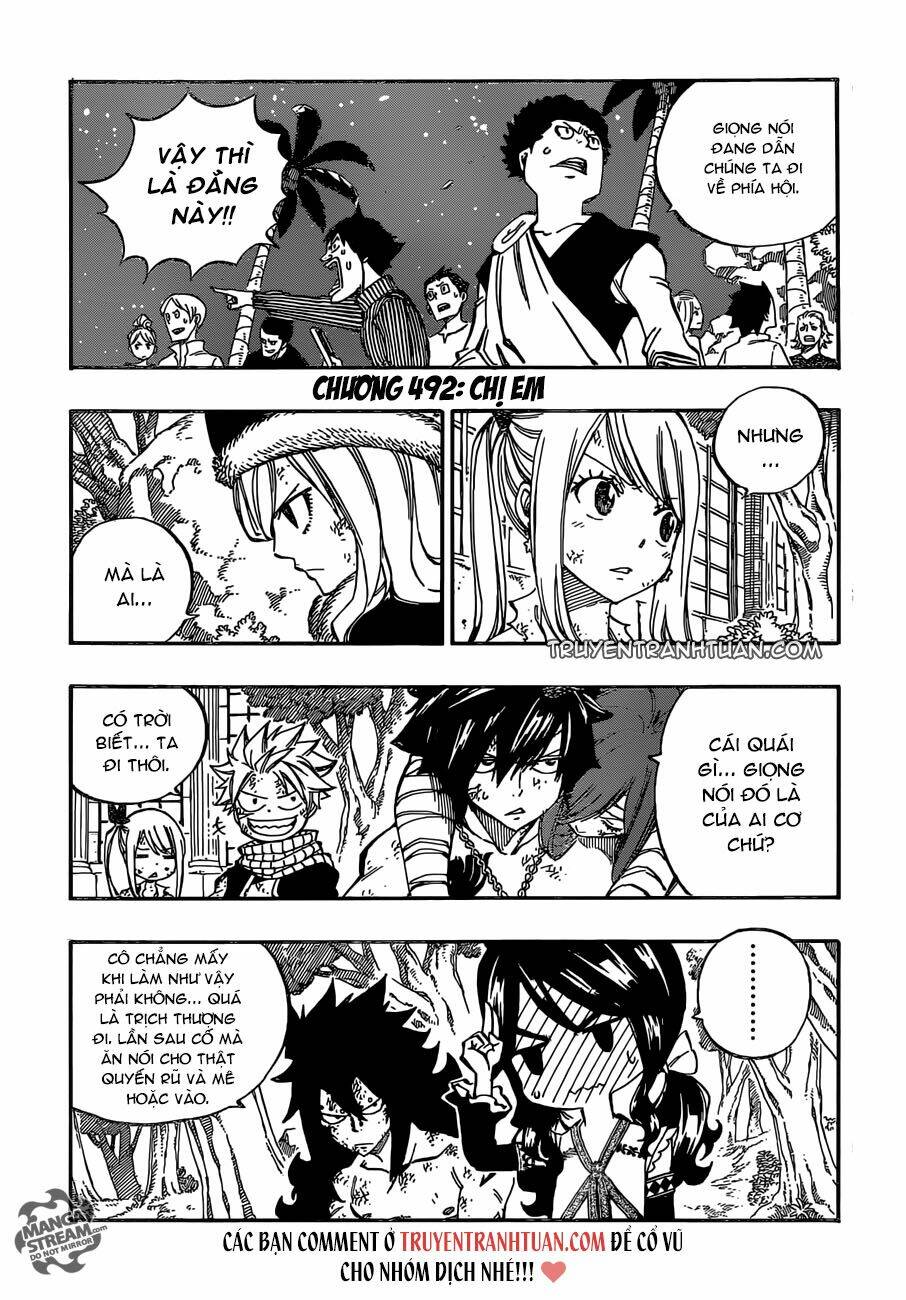 GIỌNG NÓI
ĐANG DẪN
CHÚNG TA ĐI
VỀ PHÍA HỘI.
VẬY THÌ
LÀ ĐẲNG
NÀY!!
CHƯƠNG 492: CHỊ EM
NHƯNG
...
MÀ LÀ
AI...
TRUYENTRANHTUAN.COM
CÁI QUÁI
GÌ... GIỌNG
NÓI ĐÓ LÀ
CỦA AI CƠ
CHỨ?
CÓ TRỜI
BIẾT... TA
ĐI THÔI.
.........
CÔ CHẲNG MẤY
KHI LÀM NHƯ VẬY
PHẢI KHÔNG... QUÁ
LÀ TRỊCH THƯỢNG
ĐI. LẦN SAU CỐ MÀ
ĂN NÓI CHO THẬT
QUYẾN RŨ VÀ MÊ
HOẶC VÀO.
MANGA
STREAM.COM
DO NOT MIRROR
CÁC BẠN COMMENT Ở TRUYENTRANHTUAN.COM ĐỂ CỔ VŨ
CHO NHÓM DỊCH NHÉ!!! ❤